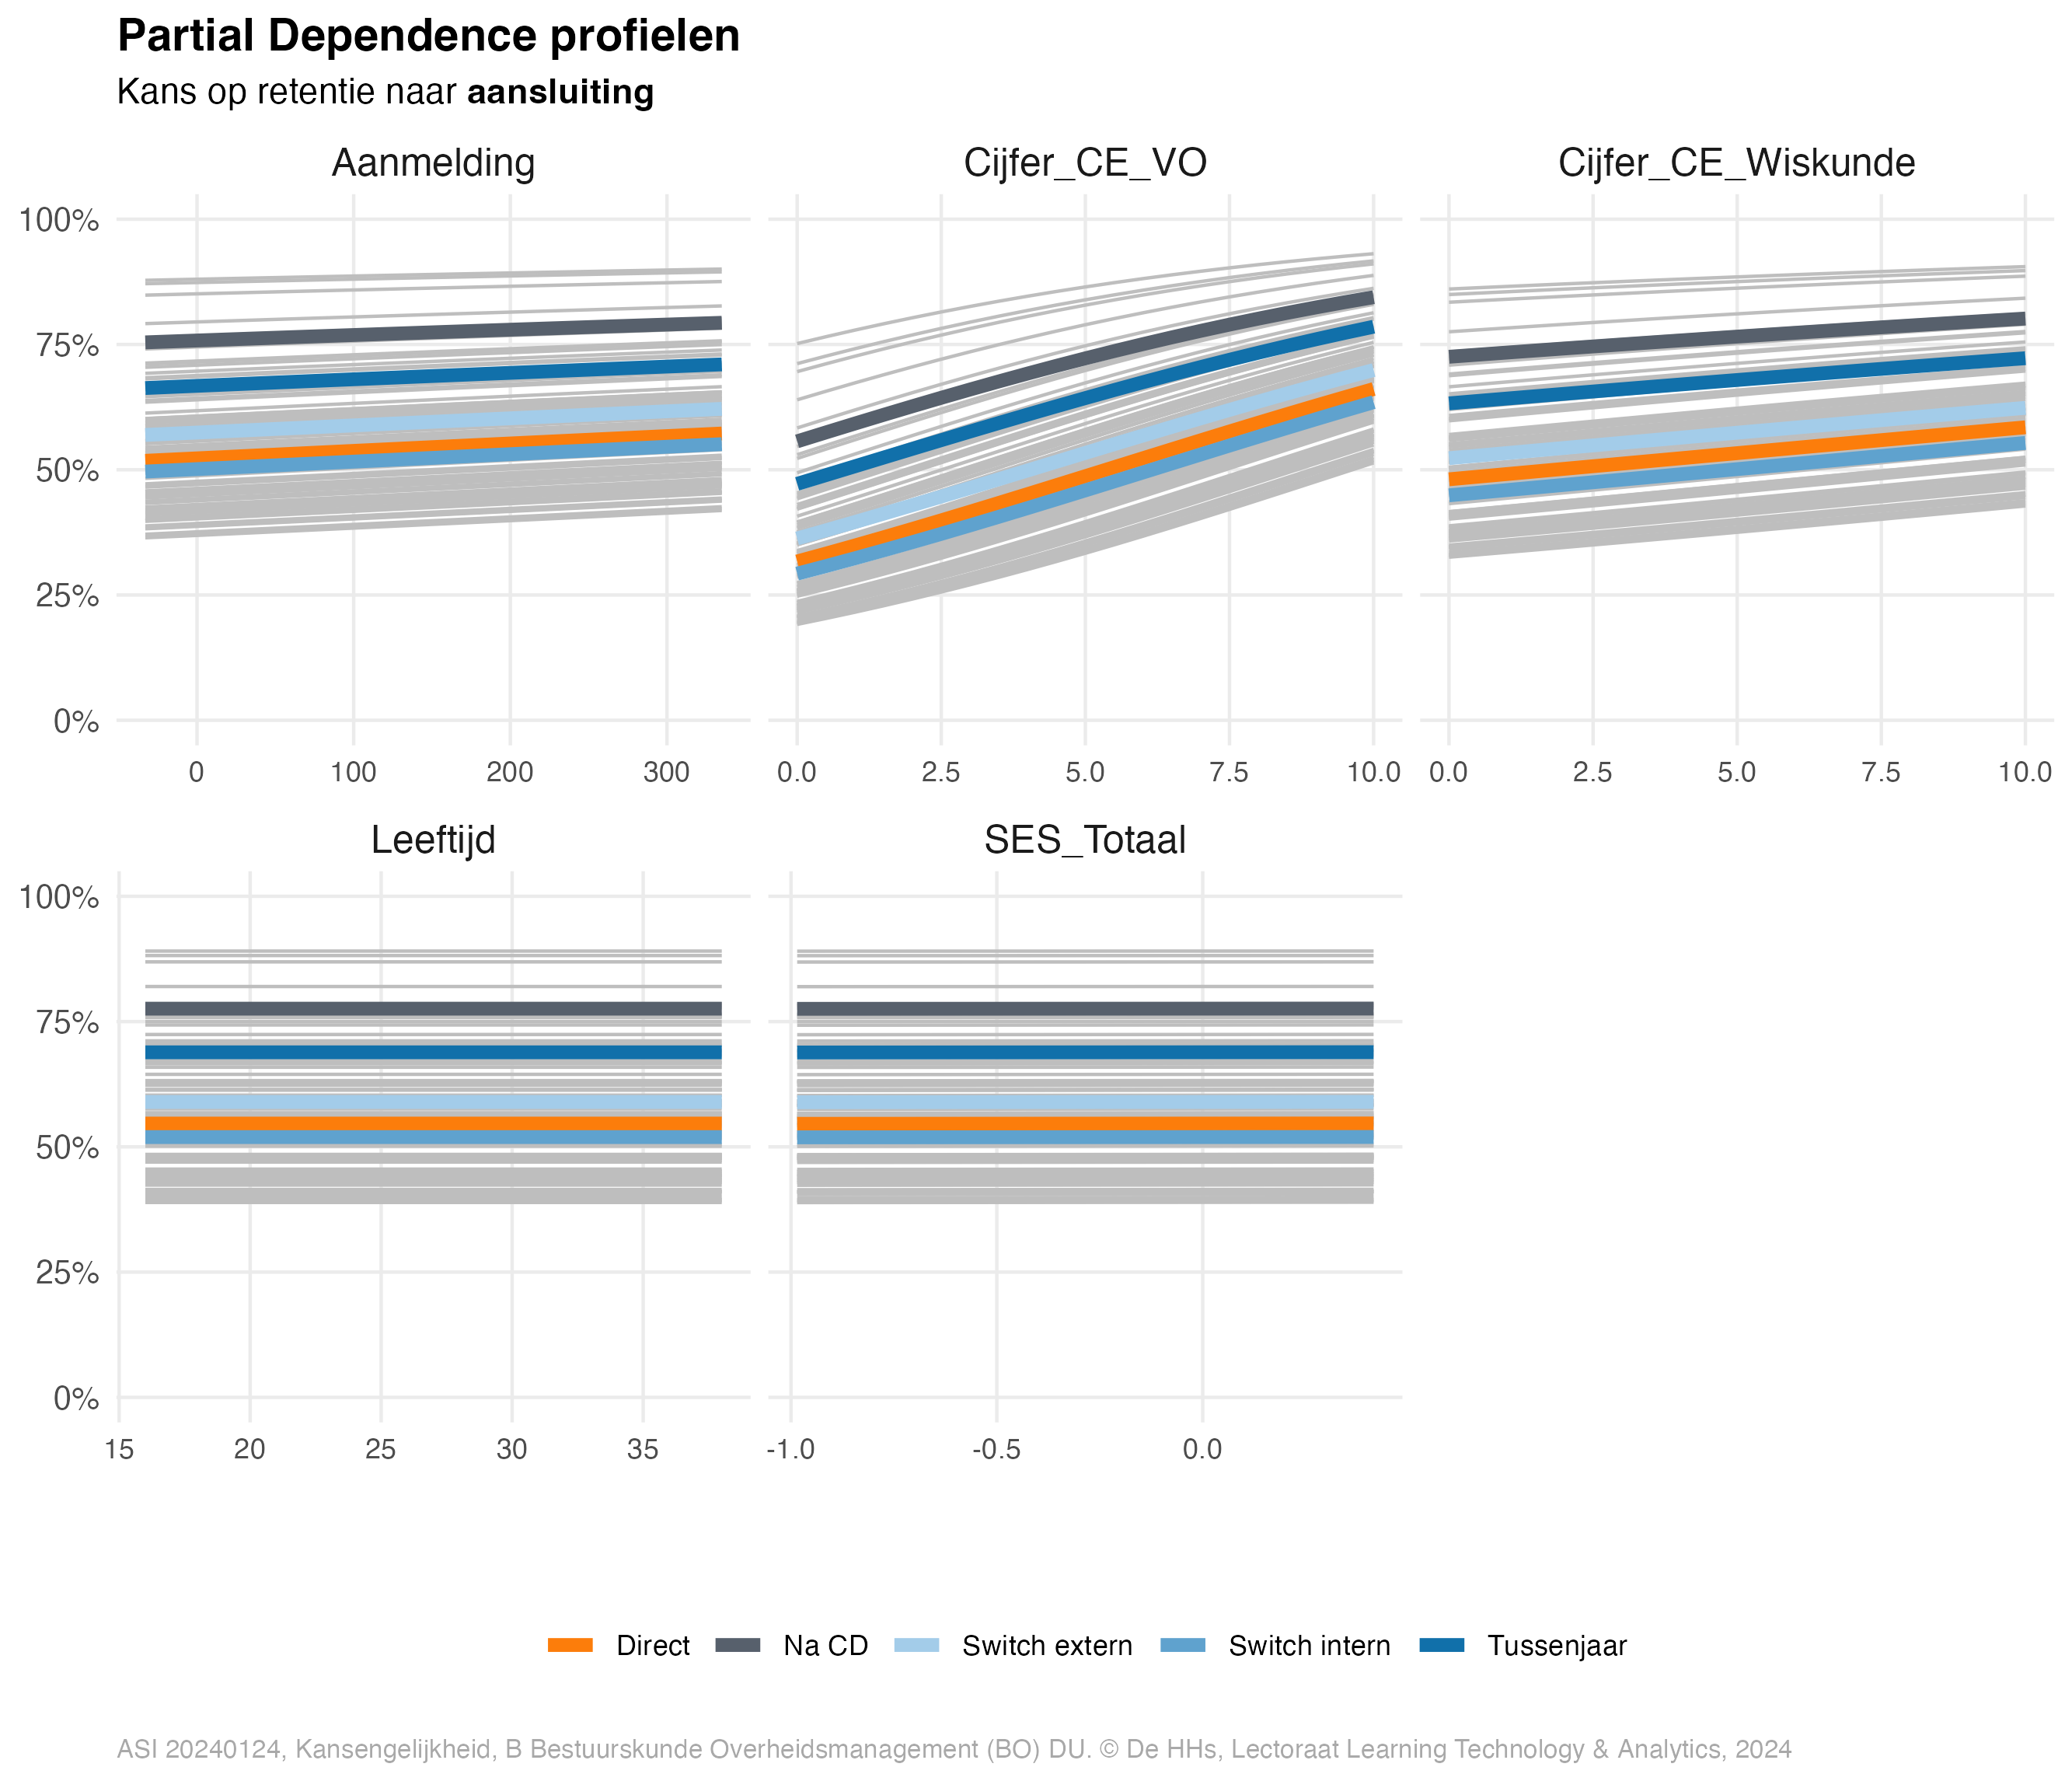 Partial Dependence profielen
Kans op retentie naar aansluiting
Aanmelding
Cijfer_CE_VO
Cijfer_CE_Wiskunde
100%
75%
50%
25%
0%
0 100 200 300
0.0 2.5 5.0 7.5 10.0
0.0 2.5 5.0 7.5 10.0
Leeftijd
SES_Totaal
100%
75%
50%
25%
0%
15 20 25 30 35
-1.0 -0.5 0.0
Direct Na CD Switch extern Switch intern Tussenjaar
ASI 20240124, Kansengelijkheid, B Bestuurskunde Overheidsmanagement (BO) DU. © De HHs, Lectoraat Learning Technology & Analytics, 2024